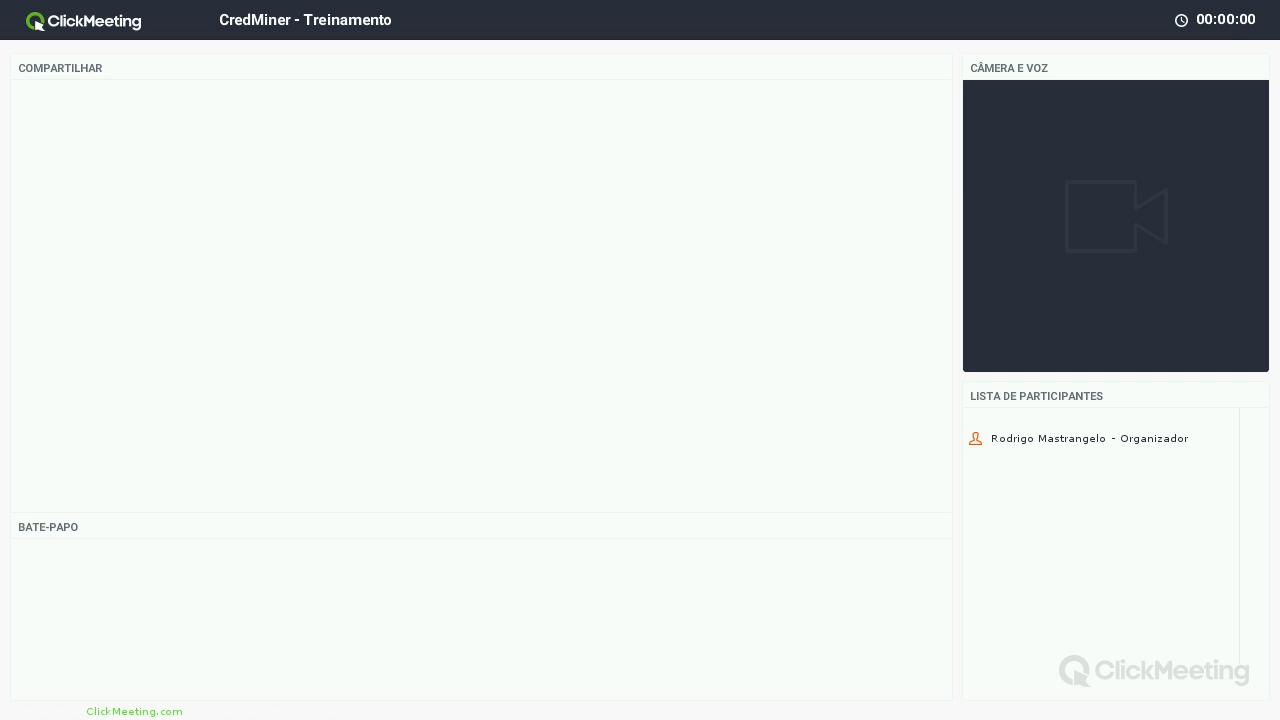 ClickMeeting
CredMiner - Treinamento
00:00:00
COMPARTILHAR
CÂMERA E VOZ
LISTA DE PARTICIPANTES
Rodrigo Mastrangelo - Organizador
BATE-PAPO
ClickMeeting
ClickMeeting.com